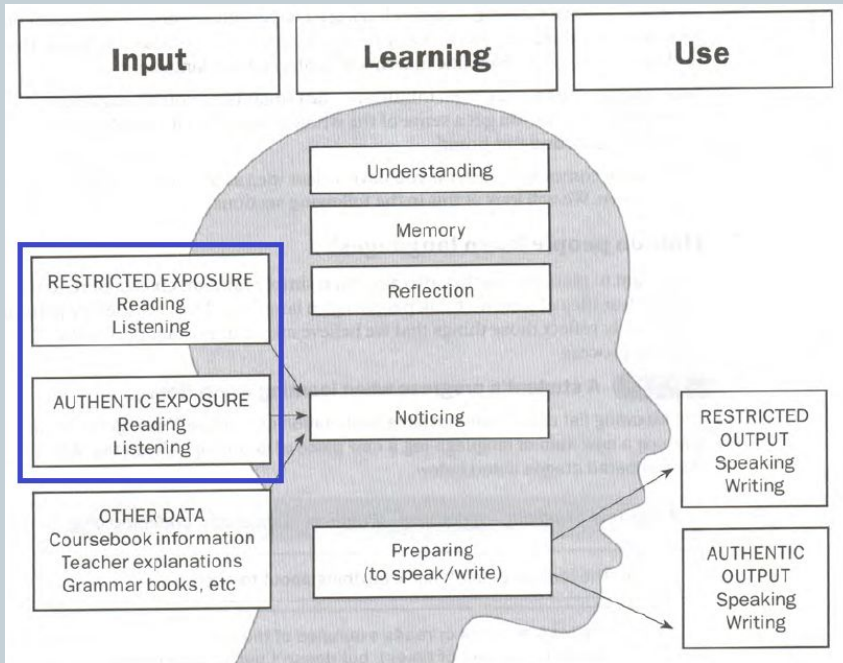 Input
Learning
Use
Understanding
Memory
Reflection
RESTRICTED EXPOSURE
Reading
Listening
AUTHENTIC EXPOSURE
Reading
Listening
Noticing
OTHER DATA
Coursebook information
Teacher explanations
Grammar books, etc
Preparing
(to speak/write)
RESTRICTED
OUTPUT
Speaking
Writing
AUTHENTIC
OUTPUT
Speaking
Writing